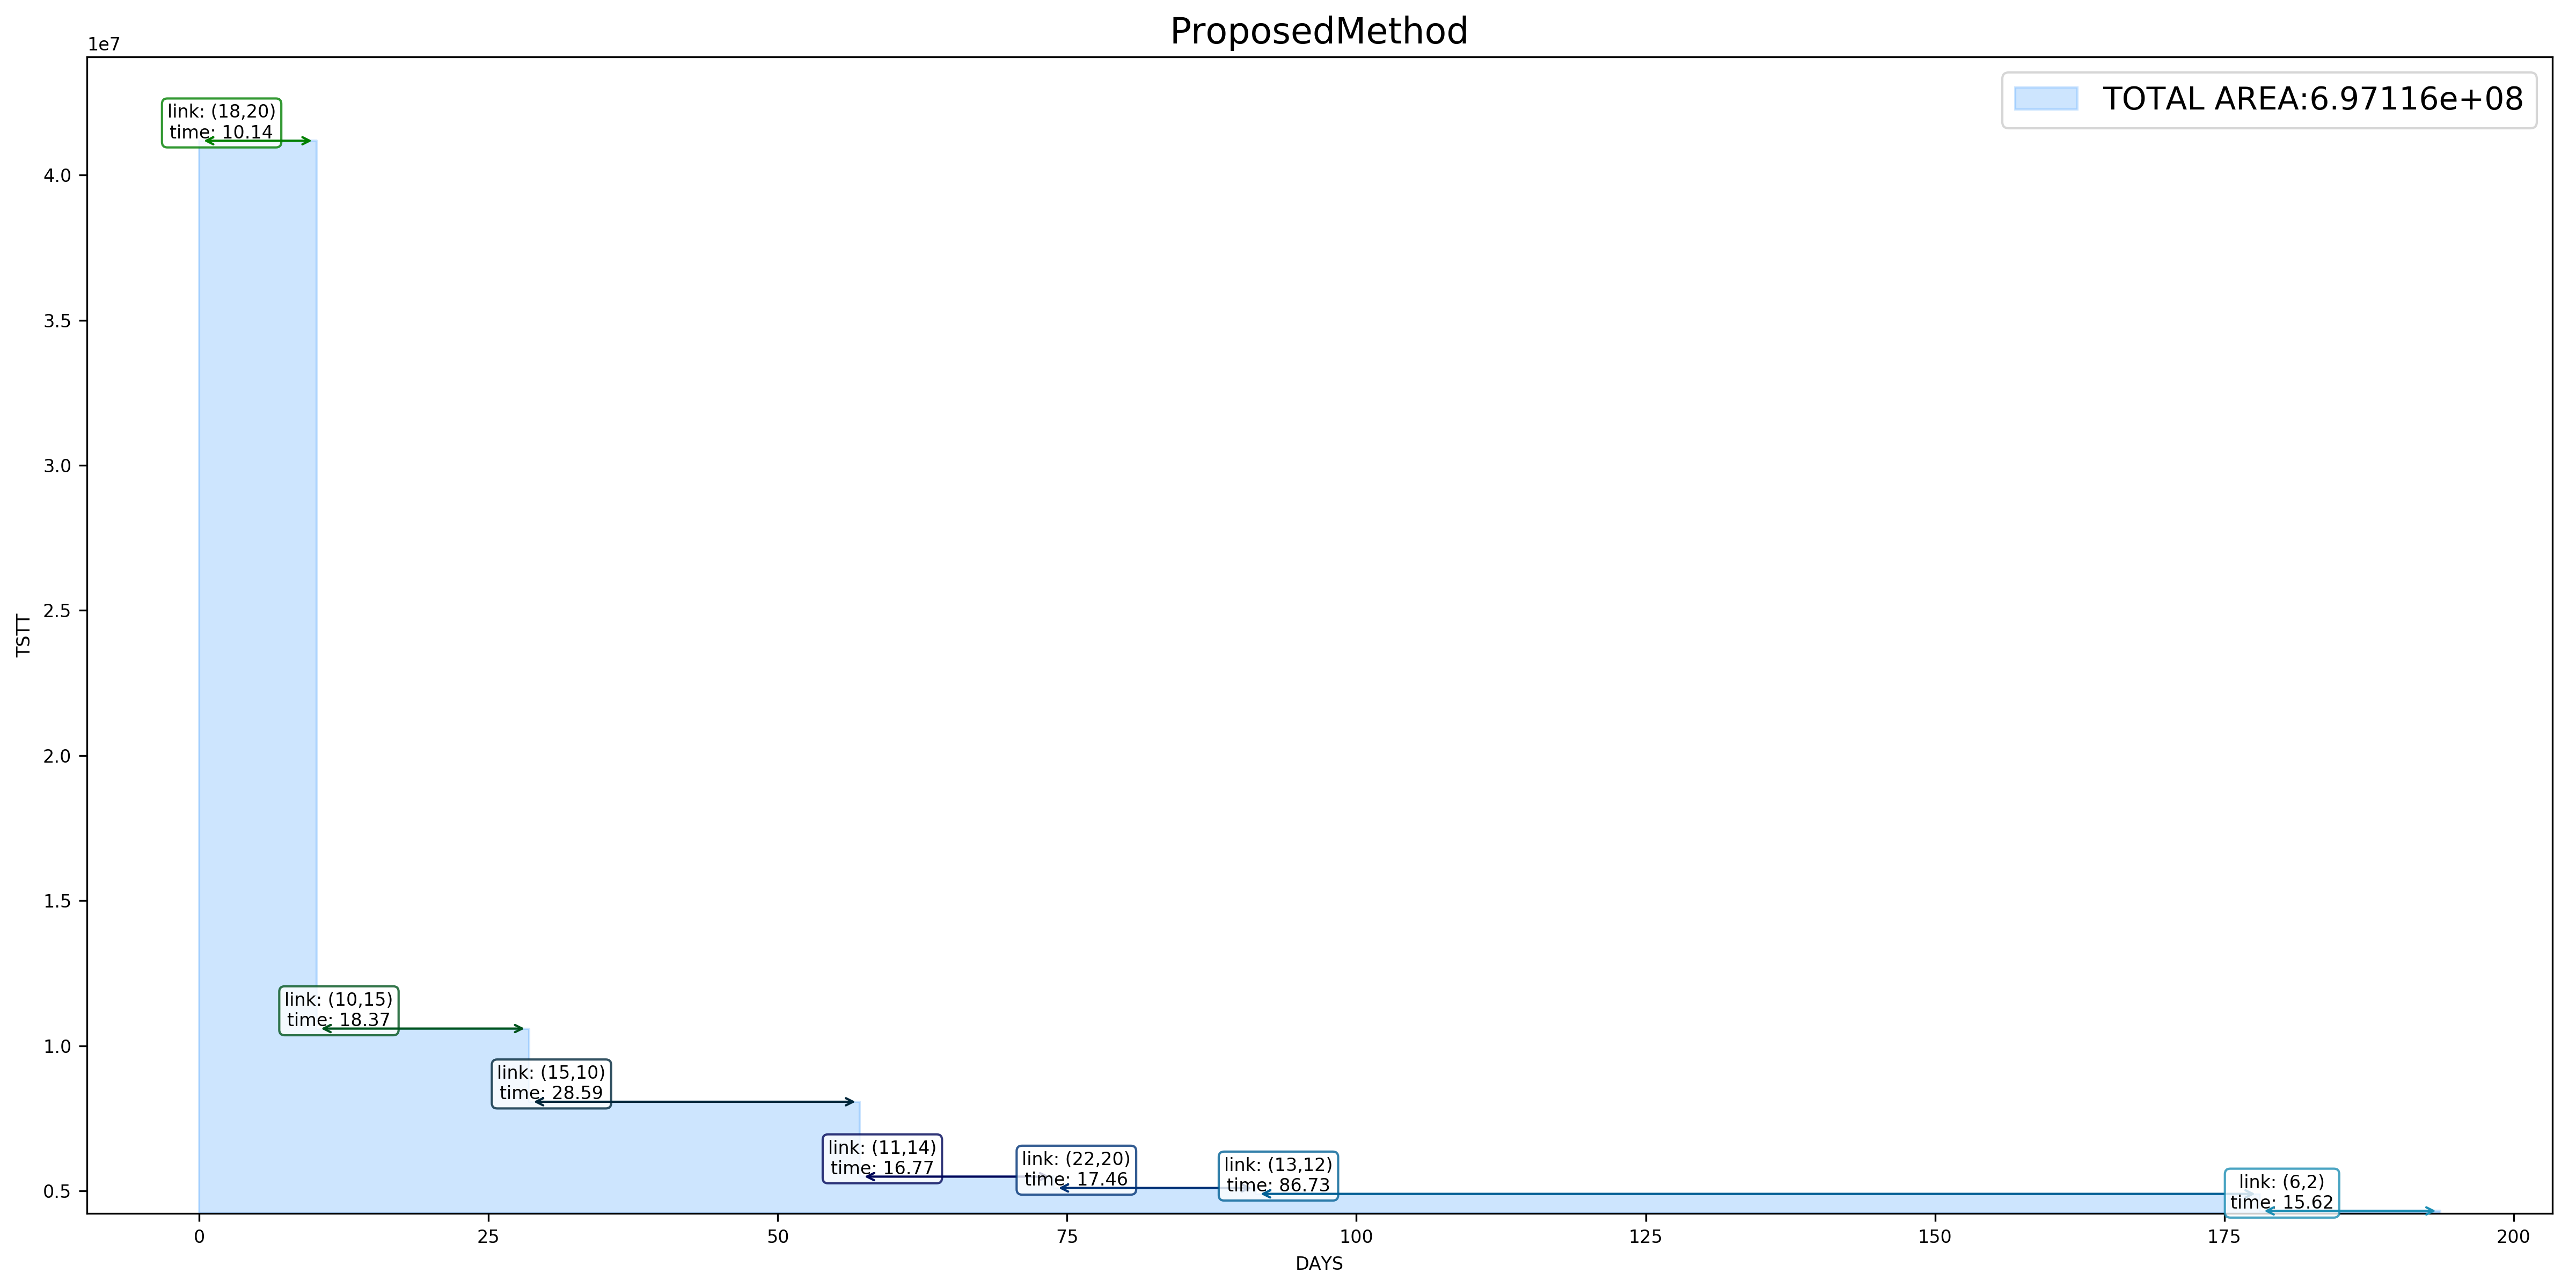 ProposedMethod
1e7
TOTAL AREA:6.97116e+08
link: (18,20)
time: 10.14
4.0
3.5
3.0
2.5
TSTT
2.0
1.5
link: (10,15)
time: 18.37
1.0
link: (15,10)
time: 28.59
link: (11,14)
time: 16.77
link: (22,20)
time: 17.46
link: (13,12)
time: 86.73
link: (6,2)
time: 15.62
0.5
0 25 50 75 100 125 150 175 200
DAYS